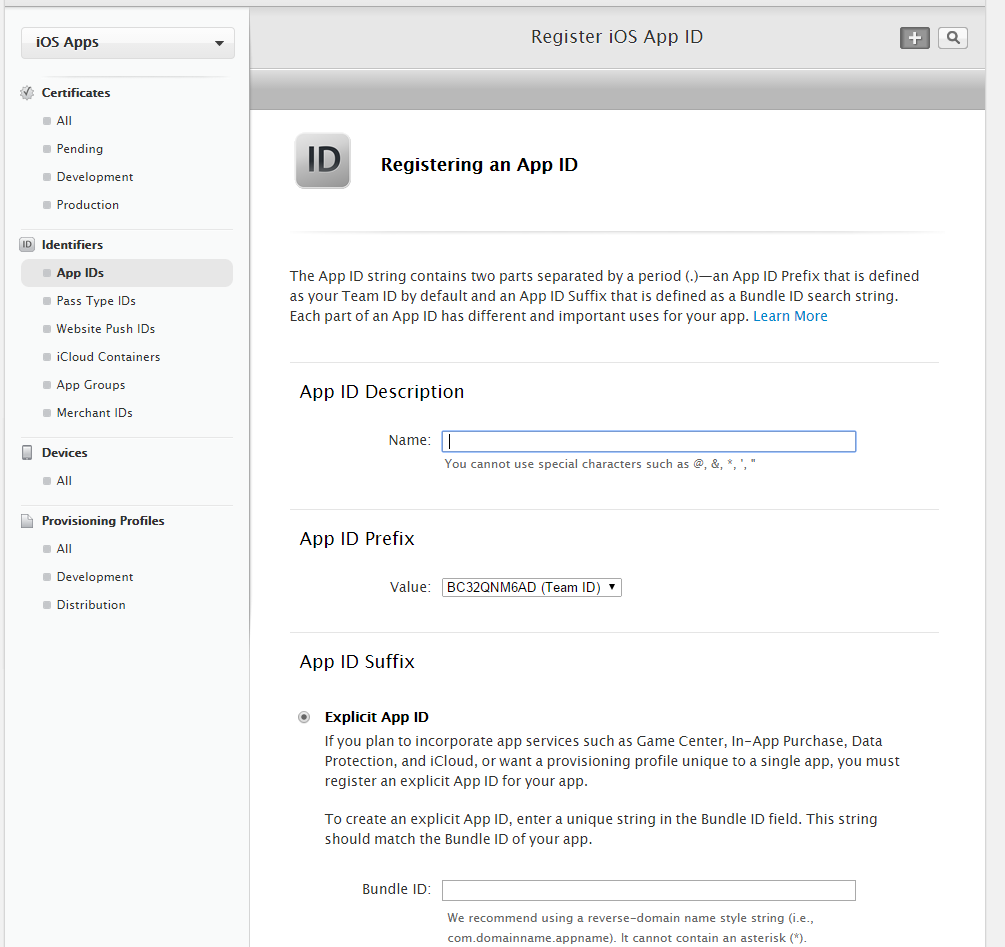 iOS Apps
Certificates
All
Pending
Development
Production
ID Identifiers
App IDs
Pass Type IDs
Website Push IDs
iCloud Containers
App Groups
Merchant IDs
Devices
All
Provisioning Profiles
All
Development
Distribution
Register iOS App ID
ID
Registering an App ID
The App ID string contains two parts separated by a period (.)—an App ID Prefix that is defined
as your Team ID by default and an App ID Suffix that is defined as a Bundle ID search string.
Each part of an App ID has different and important uses for your app. Learn More
App ID Description
Name:
You cannot use special characters such as @, &, *, ', "
App ID Prefix
Value: BC32QNM6AD (Team ID)
App ID Suffix
Explicit App ID
If you plan to incorporate app services such as Game Center, In-App Purchase, Data
Protection, and iCloud, or want a provisioning profile unique to a single app, you must
register an explicit App ID for your app.
To create an explicit App ID, enter a unique string in the Bundle ID field. This string
should match the Bundle ID of your app.
Bundle ID:
We recommend using a reverse-domain name style string (i.e.,
com.domainname.appname). It cannot contain an asterisk (*).